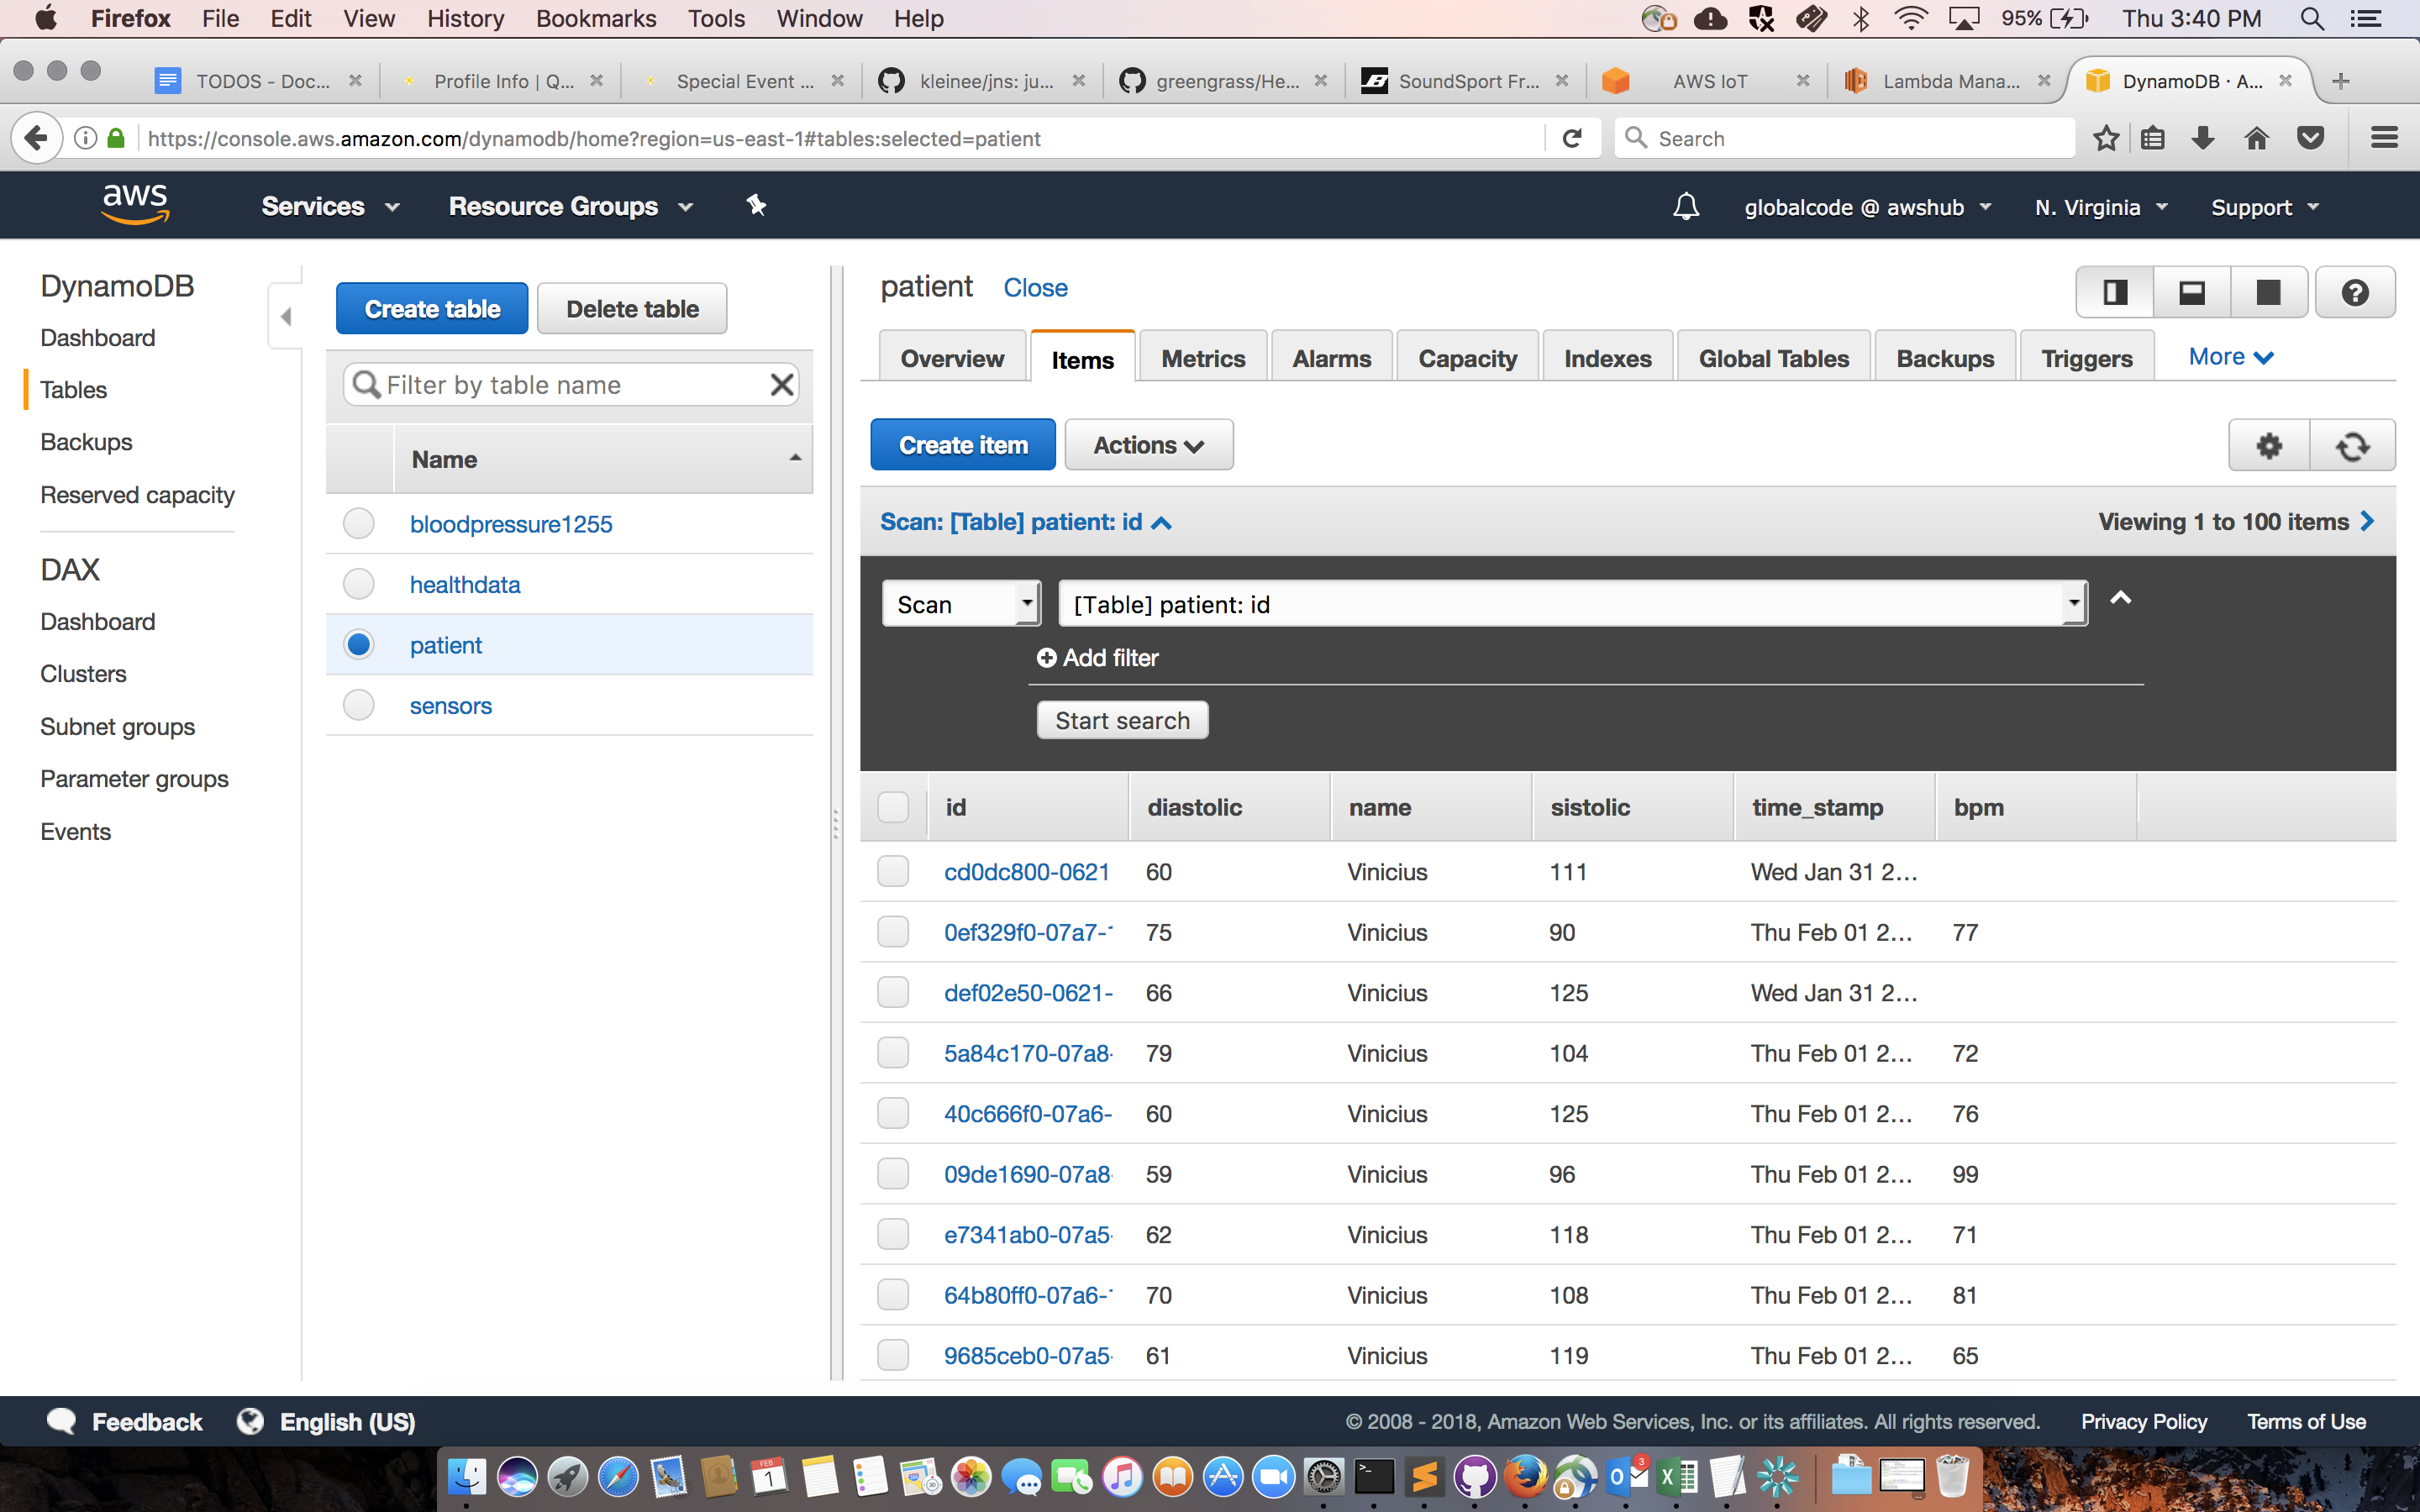 Firefox File Edit View History Bookmarks Tools Window Help 95% Thu 3:40 PM
TODOS - Doc... Profile Info | Q... Special Event ... kleinee/jns: ju... greengrass/He... SoundSport Fr... AWS IoT Lambda Mana... DynamoDB · A...
https://console.aws.amazon.com/dynamodb/home?region=us-east-1#tables:selected=patient Search
aws Services Resource Groups globalcode @ awshub N. Virginia Support
DynamoDB
Dashboard
Tables
Backups
Reserved capacity
DAX
Dashboard
Clusters
Subnet groups
Parameter groups
Events
Create table Delete table
Filter by table name
Name
bloodpressure1255
healthdata
patient
sensors
patient Close
Overview Items Metrics Alarms Capacity Indexes Global Tables Backups Triggers More
Create item Actions
Scan: [Table] patient: id Viewing 1 to 100 items
Scan [Table] patient: id
Add filter
Start search
id diastolic name sistolic time_stamp bpm
cd0dc800-0621 60 Vinicius 111 Wed Jan 31 2...
0ef329f0-07a7- 75 Vinicius 90 Thu Feb 01 2... 77
def02e50-0621- 66 Vinicius 125 Wed Jan 31 2...
5a84c170-07a8- 79 Vinicius 104 Thu Feb 01 2... 72
40c666f0-07a6- 60 Vinicius 125 Thu Feb 01 2... 76
09de1690-07a8- 59 Vinicius 96 Thu Feb 01 2... 99
e7341ab0-07a5- 62 Vinicius 118 Thu Feb 01 2... 71
64b80ff0-07a6- 70 Vinicius 108 Thu Feb 01 2... 81
9685ceb0-07a5- 61 Vinicius 119 Thu Feb 01 2... 65
Feedback English (US) © 2008 - 2018, Amazon Web Services, Inc. or its affiliates. All rights reserved. Privacy Policy Terms of Use
FEB
1
3